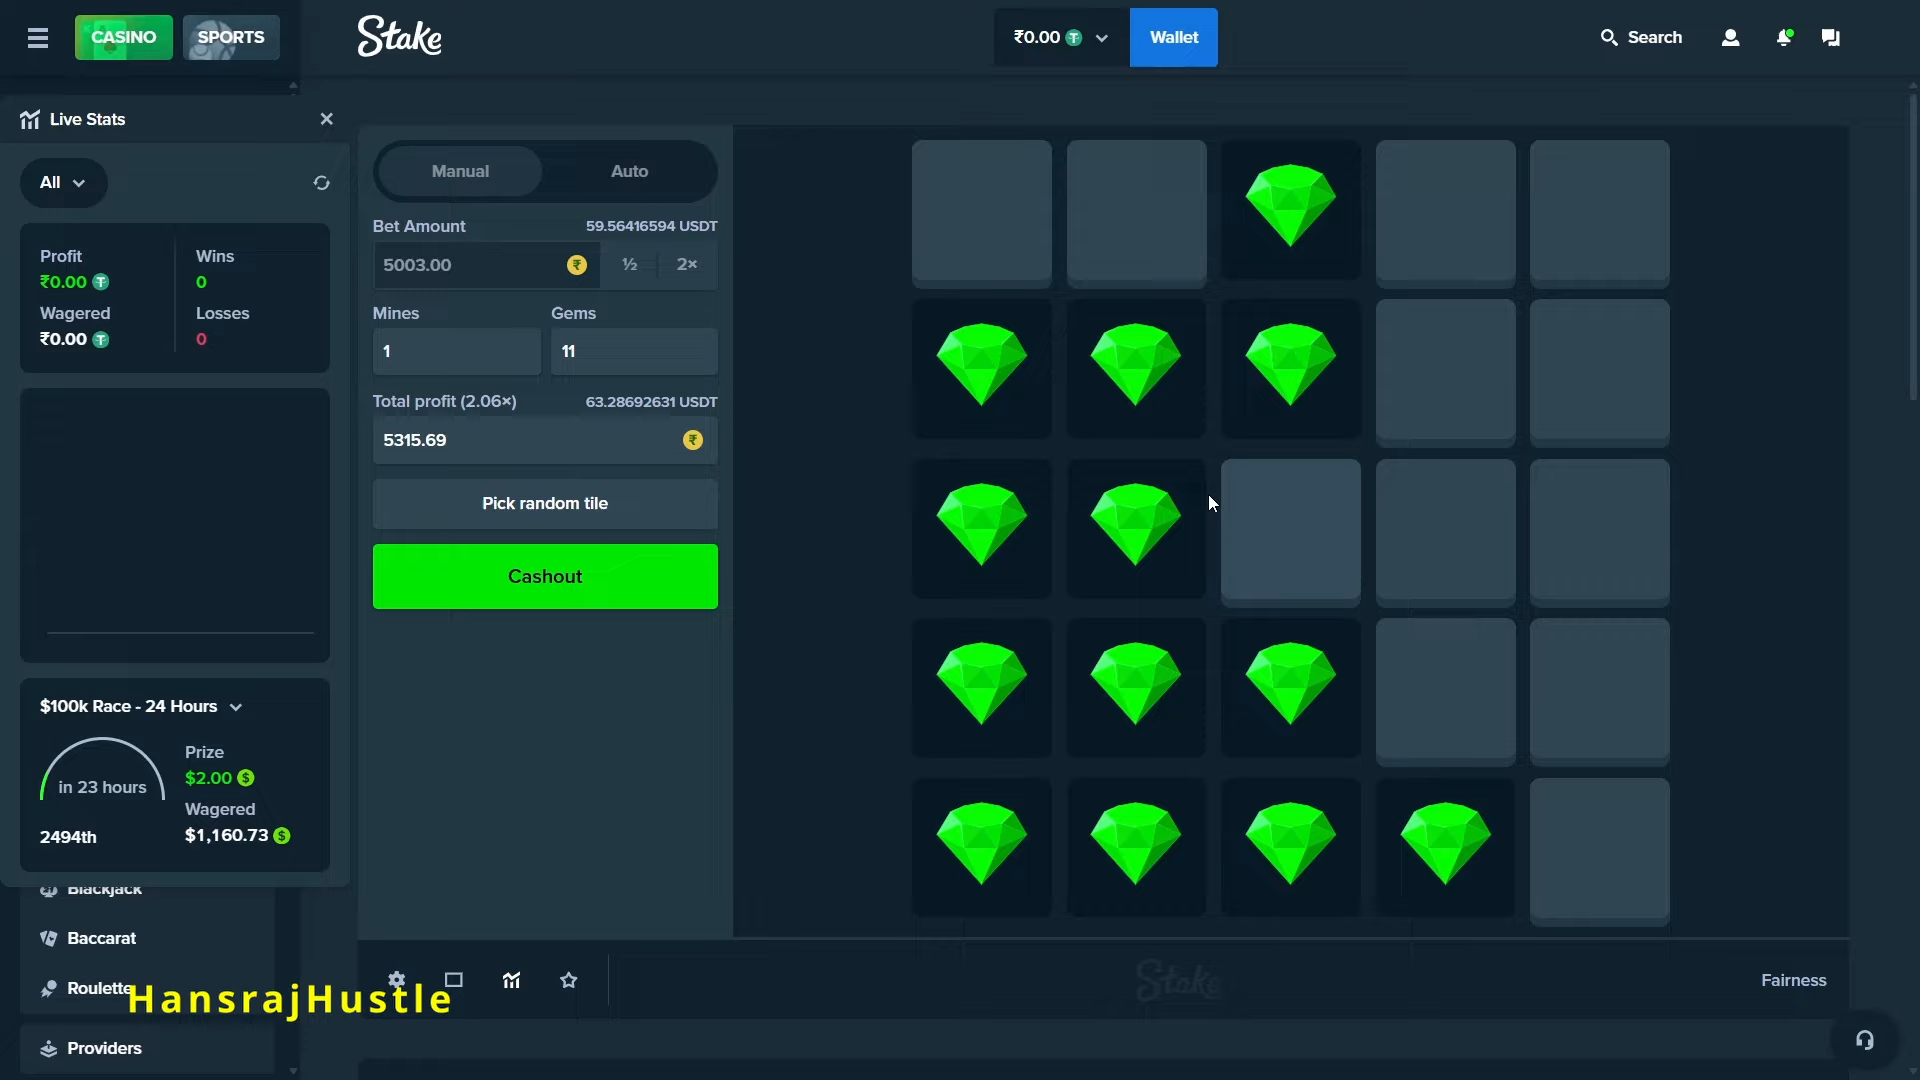 CASINO
SPORTS
Stake
₹0.00
Wallet
Search
Live Stats
All
Profit
₹0.00
Wins
0
Wagered
₹0.00
Losses
0
$100k Race - 24 Hours
in 23 hours
2494th
Prize
$2.00
Wagered
$1,160.73
Blackjack
Baccarat
Roulette
Providers
Manual
Auto
Bet Amount
59.56416594 USDT
5003.00
½
2×
Mines
Gems
1
11
Total profit (2.06×)
63.28692631 USDT
5315.69
Pick random tile
Cashout
Stake
Fairness
HansrajHustle